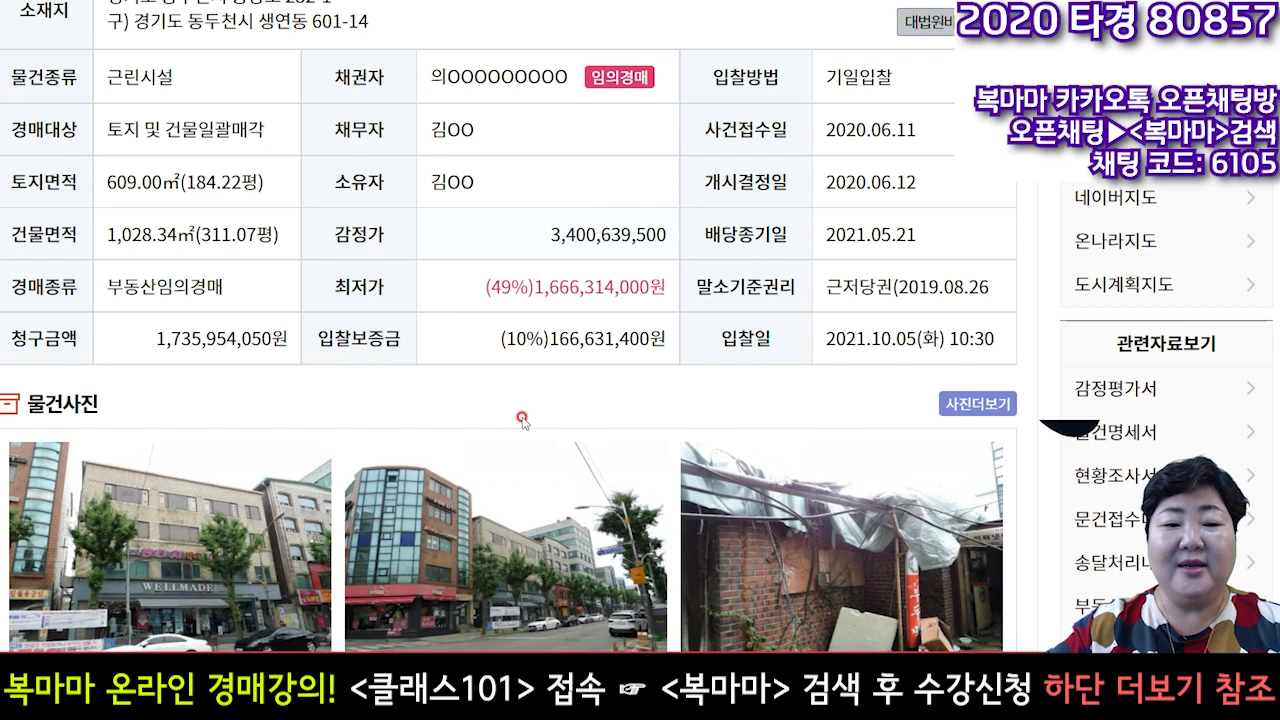 2020 타경 80857
소재지
구) 경기도 동두천시 생연동 601-14
대법원바
복마마 카카오톡 오픈채팅방
오픈채팅▶<복마마>검색
채팅 코드: 6105
물건종류 근린시설 채권자 의OOOOOOOOO 임의경매 입찰방법 기일입찰
경매대상 토지 및 건물일괄매각 채무자 김OO 사건접수일 2020.06.11
토지면적 609.00㎡(184.22평) 소유자 김OO 개시결정일 2020.06.12
건물면적 1,028.34㎡(311.07평) 감정가 3,400,639,500 배당종기일 2021.05.21
경매종류 부동산임의경매 최저가 (49%)1,666,314,000원 말소기준권리 근저당권(2019.08.26
청구금액 1,735,954,050원 입찰보증금 (10%)166,631,400원 입찰일 2021.10.05(화) 10:30
네이버지도
온나라지도
도시계획지도
관련자료보기
감정평가서
건명세서
현황조사서
문건접수
송달처리
부동
물건사진
사진더보기
WELLMADE
복마마 온라인 경매강의! <클래스101> 접속 ☞ <복마마> 검색 후 수강신청 하단 더보기 참조